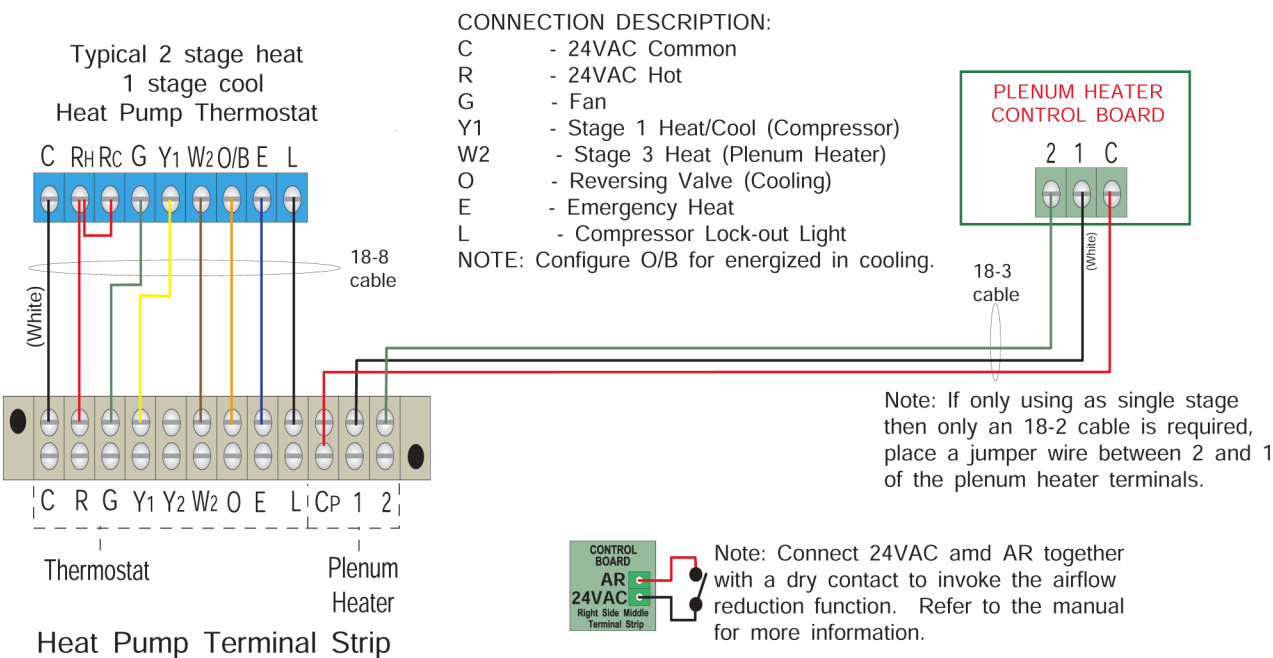 Typical 2 stage heat
1 stage cool
Heat Pump Thermostat
C RH RC G Y1 W2 O/B E L
18-8
cable
(White)
CONNECTION DESCRIPTION:
C - 24VAC Common
R - 24VAC Hot
G - Fan
Y1 - Stage 1 Heat/Cool (Compressor)
W2 - Stage 3 Heat (Plenum Heater)
O - Reversing Valve (Cooling)
E - Emergency Heat
L - Compressor Lock-out Light
NOTE: Configure O/B for energized in cooling.
PLENUM HEATER
CONTROL BOARD
2 1 C
(White)
18-3
cable
Note: If only using as single stage
then only an 18-2 cable is required,
place a jumper wire between 2 and 1
of the plenum heater terminals.
C R G Y1 Y2 W2 O E L CP 1 2
Thermostat
Plenum
Heater
Heat Pump Terminal Strip
CONTROL
BOARD
AR
24VAC
Right Side Middle
Terminal Strip
Note: Connect 24VAC amd AR together
with a dry contact to invoke the airflow
reduction function. Refer to the manual
for more information.